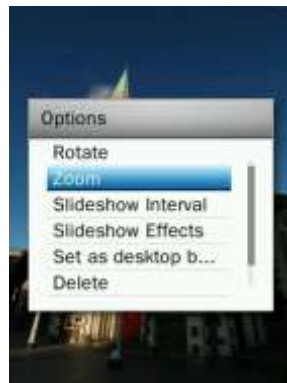 Options
Rotate
Zoom
Slideshow Interval
Slideshow Effects
Set as desktop b...
Delete